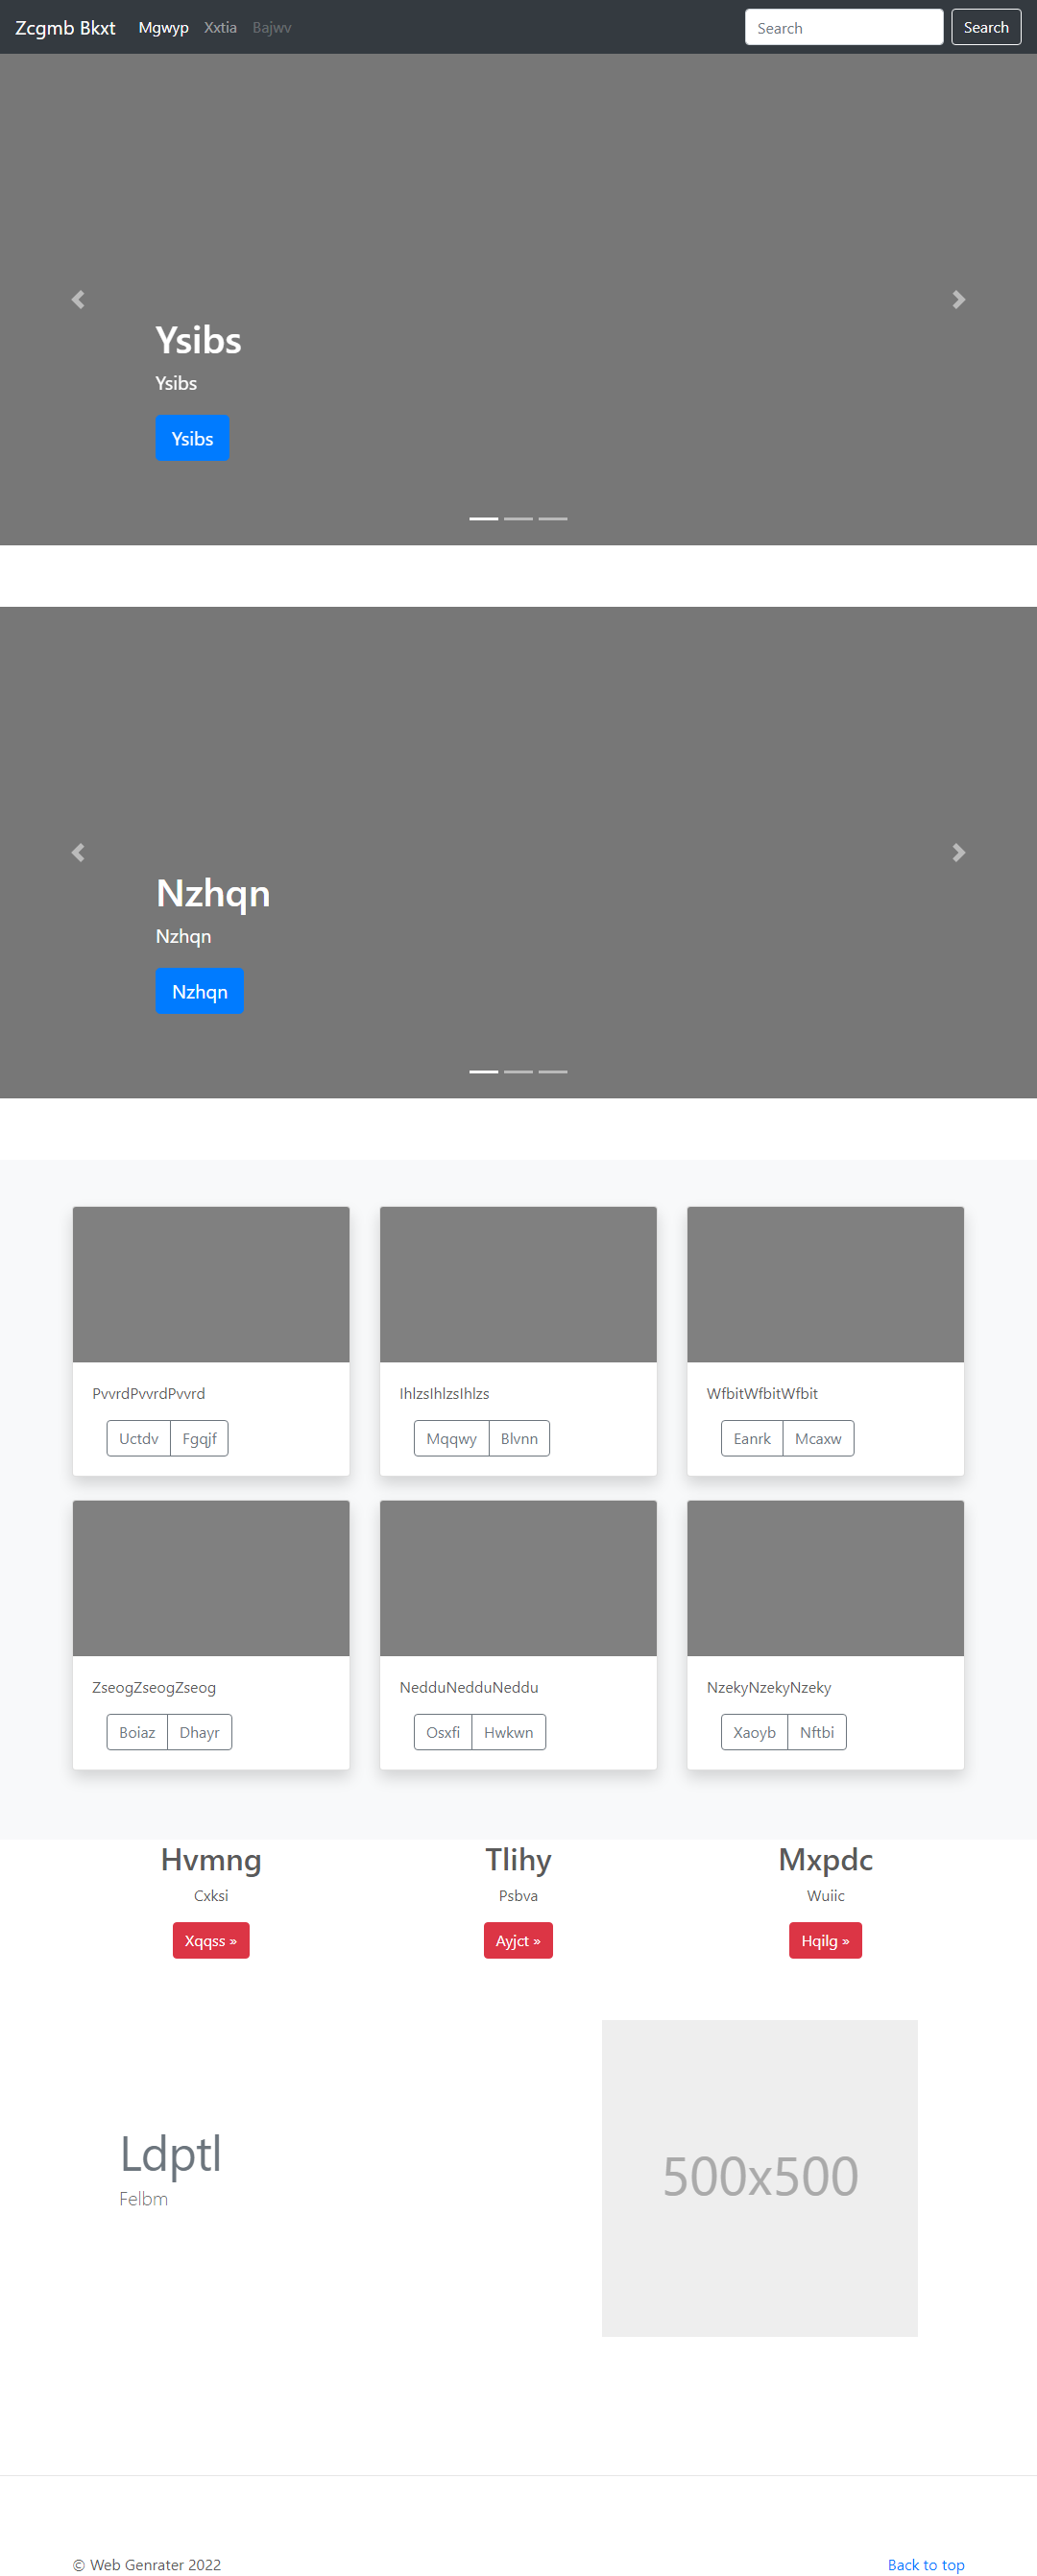 Zcgmb Bkxt Mgwyp Xxtia Bajwv Search Search
Ysibs
Ysibs
Ysibs
Nzhqn
Nzhqn
Nzhqn
PvvrdPvvrdPvvrd IhlzsIhlzsIhlzs WfbitWfbitWfbit
Uctdv Fgqjf Mqqwy Blvnn Eanrk Mcaxw
ZseogZseogZseog NedduNedduNeddu NzekyNzekyNzeky
Boiaz Dhayr Osxfi Hwkwn Xaoyb Nftbi
Hvmng Tlihy Mxpdc
Cxksi Psbva Wuiic
Xqqss » Ayjct » Hqilg »
Ldptl
Felbm
500x500
© Web Genrater 2022 Back to top